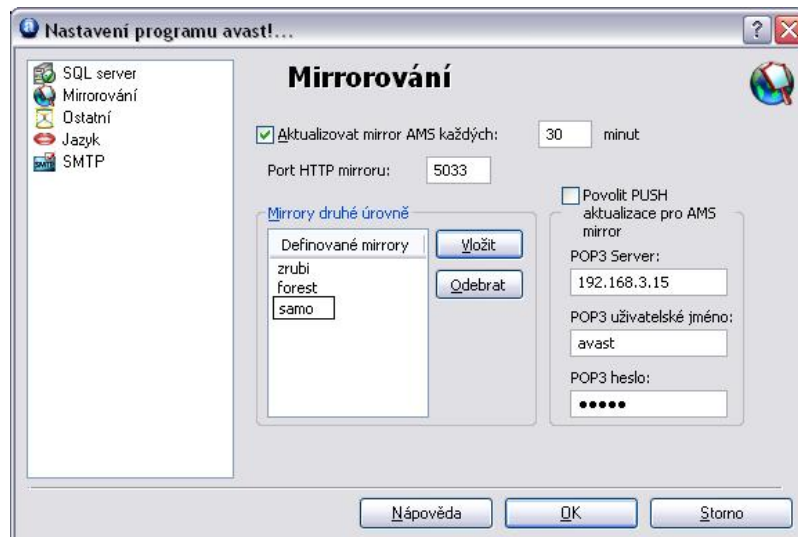 Nastavení programu avast!...
SQL server
Mirrorování
Ostatní
Jazyk
SMTP
Mirrorování
Aktualizovat mirror AMS každých: 30 minut
Port HTTP mirroru: 5033
Mirrory druhé úrovně
Definované mirrory
zrubi
forest
samo
Vložit
Odebrat
Povolit PUSH
aktualizace pro AMS
mirror
POP3 Server:
192.168.3.15
POP3 uživatelské jméno:
avast
POP3 heslo:
●●●●●
Nápověda OK Storno